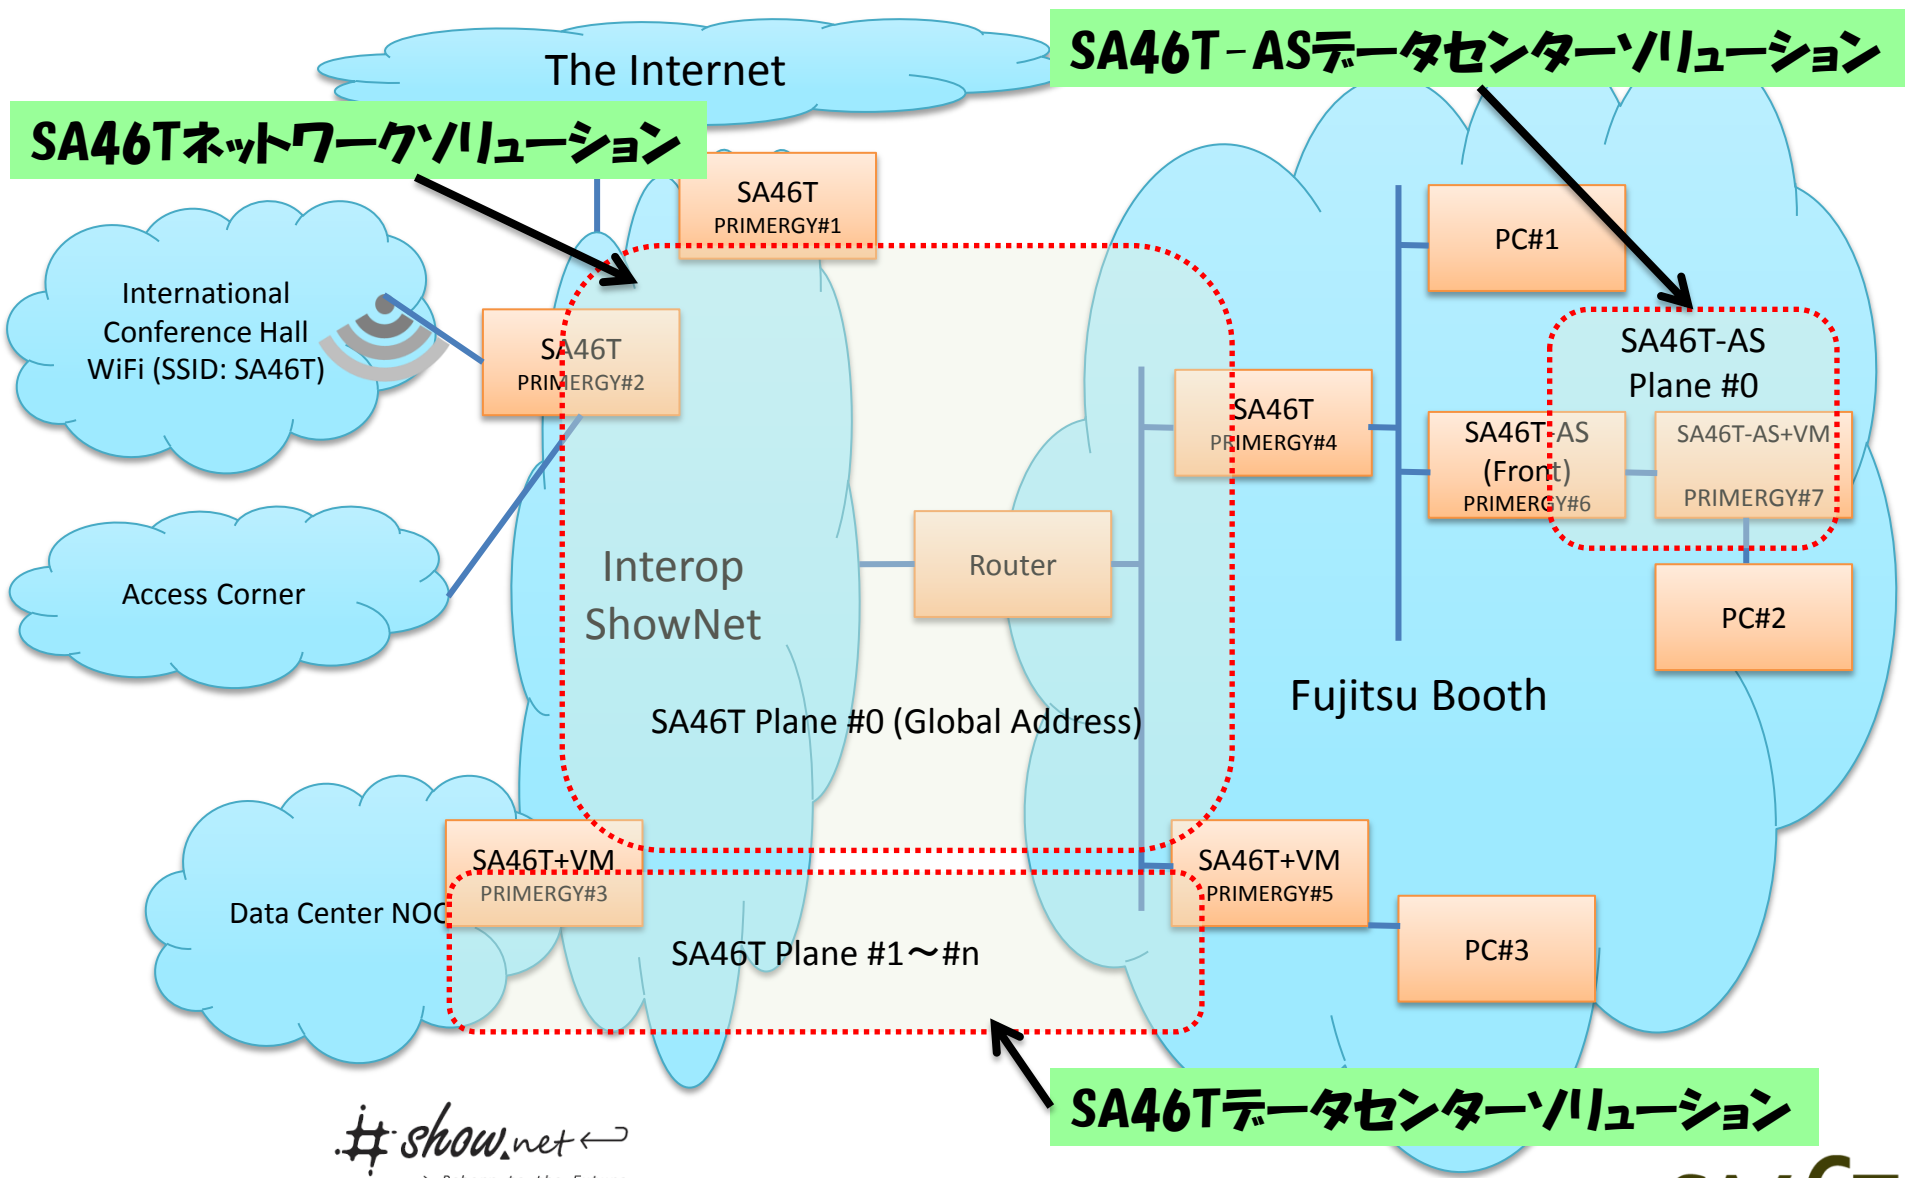 The Internet
SA46T-ASデータセンターソリューション
SA46Tネットワークソリューション
SA46T
PRIMERGY#1
PC#1
International
Conference Hall
WiFi (SSID: SA46T)
SA46T
PRIMERGY#2
SA46T-AS
Plane #0
SA46T
PRIMERGY#4
SA46T-AS
(Front)
PRIMERGY#6
SA46T-AS+VM
PRIMERGY#7
Access Corner
Interop
ShowNet
Router
PC#2
Fujitsu Booth
SA46T Plane #0 (Global Address)
SA46T+VM
PRIMERGY#3
SA46T+VM
PRIMERGY#5
Data Center NOC
SA46T Plane #1～#n
PC#3
SA46Tデータセンターソリューション
show.net